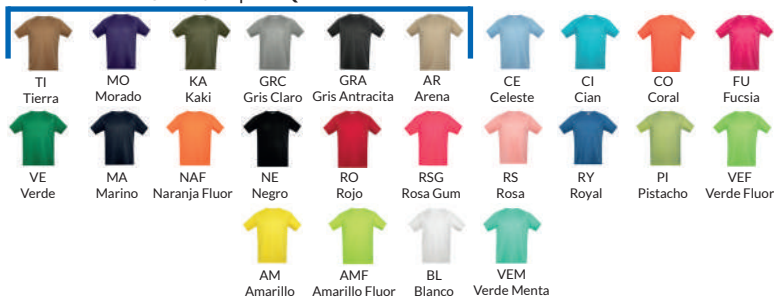 TI MO KA GRC GRA AR CE CI CO FU
Tierra Morado Kaki Gris Claro Gris Antracita Arena Celeste Cian Coral Fucsia
VE MA NAF NE RO RSG RS RY PI VEF
Verde Marino Naranja Fluor Negro Rojo Rosa Gum Rosa Royal Pistacho Verde Fluor
AM AMF BL VEM
Amarillo Amarillo Fluor Blanco Verde Menta